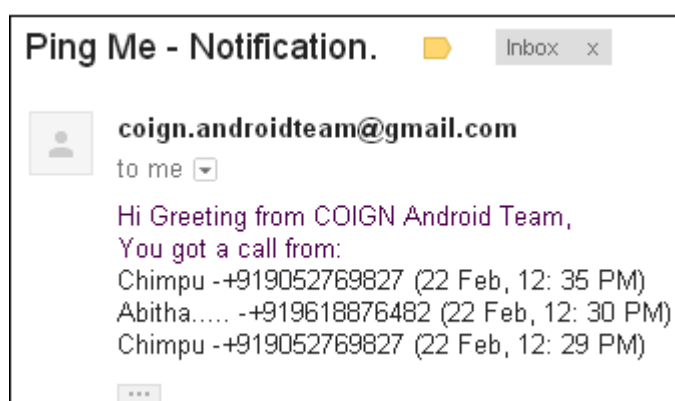 Ping Me - Notification. Inbox x
coign.androidteam@gmail.com
to me
Hi Greeting from COIGN Android Team,
You got a call from:
Chimpu -+919052769827 (22 Feb, 12: 35 PM)
Abitha..... -+919618876482 (22 Feb, 12: 30 PM)
Chimpu -+919052769827 (22 Feb, 12: 29 PM)